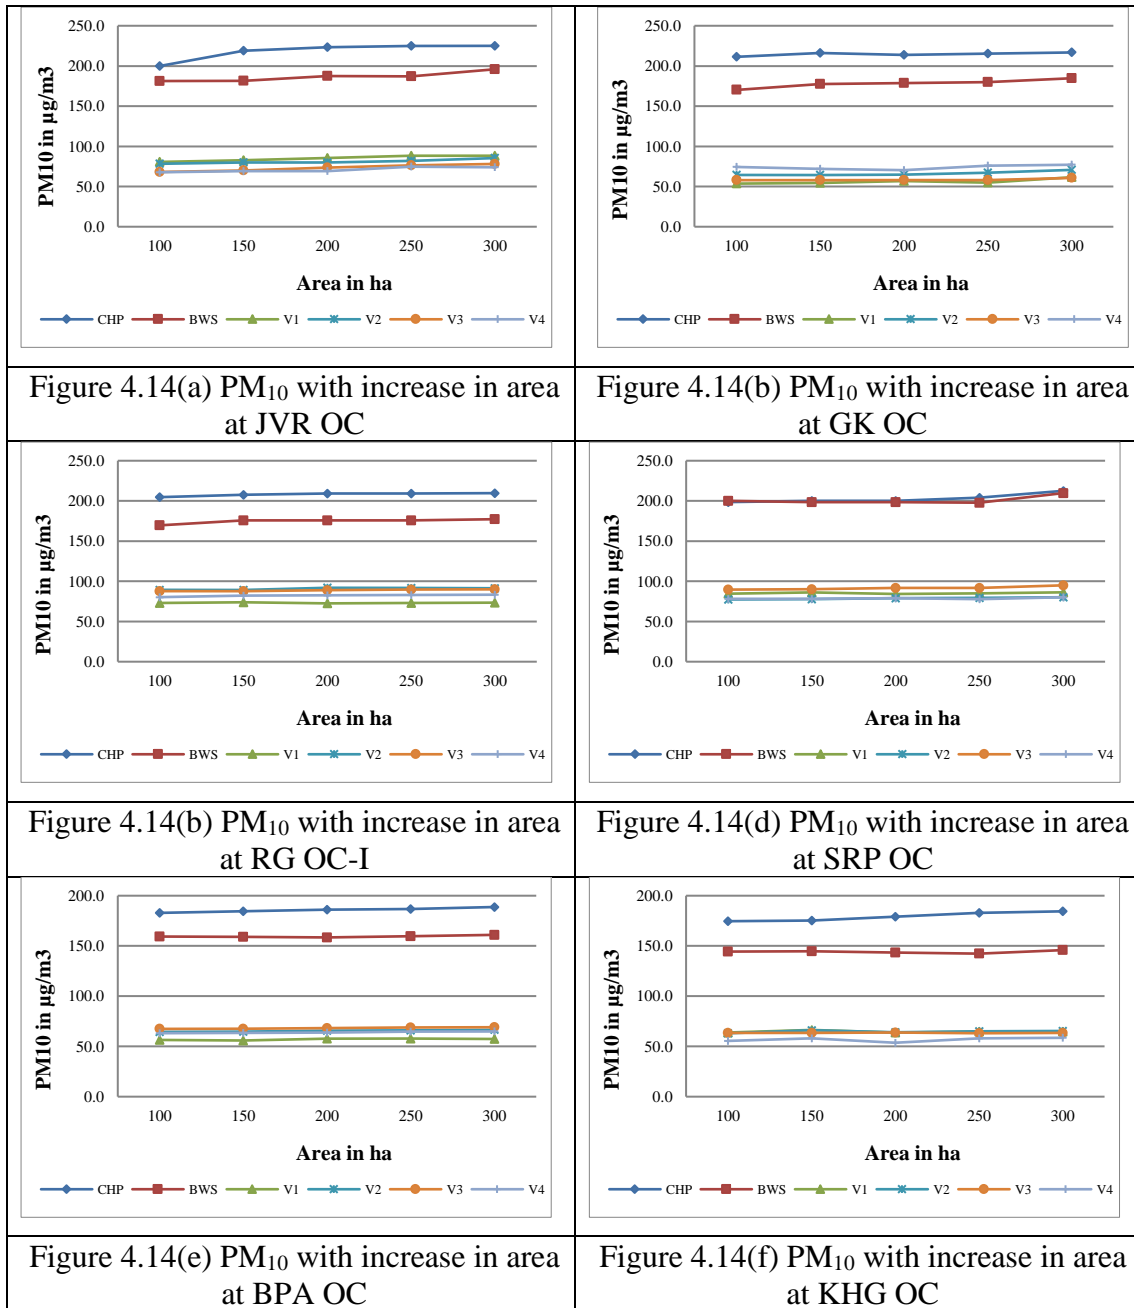 250.0
200.0
150.0
100.0
50.0
0.0
PM10 in µg/m3
100 150 200 250 300
Area in ha
CHP BWS V1 V2 V3 V4
Figure 4.14(a) PM₁₀ with increase in area
at JVR OC
250.0
200.0
150.0
100.0
50.0
0.0
PM10 in µg/m3
100 150 200 250 300
Area in ha
CHP BWS V1 V2 V3 V4
Figure 4.14(b) PM₁₀ with increase in area
at GK OC
250.0
200.0
150.0
100.0
50.0
0.0
PM10 in µg/m3
100 150 200 250 300
Area in ha
CHP BWS V1 V2 V3 V4
Figure 4.14(b) PM₁₀ with increase in area
at RG OC-I
250.0
200.0
150.0
100.0
50.0
0.0
PM10 in µg/m3
100 150 200 250 300
Area in ha
CHP BWS V1 V2 V3 V4
Figure 4.14(d) PM₁₀ with increase in area
at SRP OC
200.0
150.0
100.0
50.0
0.0
PM10 in µg/m3
100 150 200 250 300
Area in ha
CHP BWS V1 V2 V3 V4
Figure 4.14(e) PM₁₀ with increase in area
at BPA OC
200.0
150.0
100.0
50.0
0.0
PM10 in µg/m3
100 150 200 250 300
Area in ha
CHP BWS V1 V2 V3 V4
Figure 4.14(f) PM₁₀ with increase in area
at KHG OC